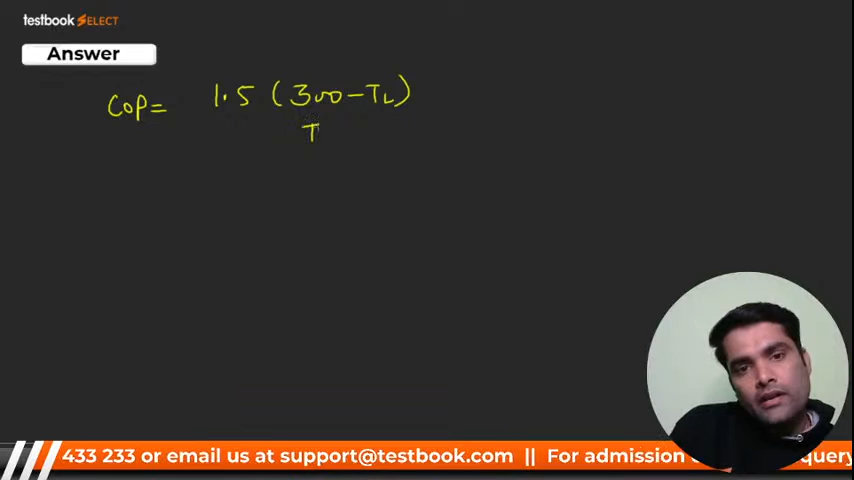 testbook SELECT
Answer
COP= 1.5 (300-TL)
T
433 233 or email us at support@testbook.com || For admission query